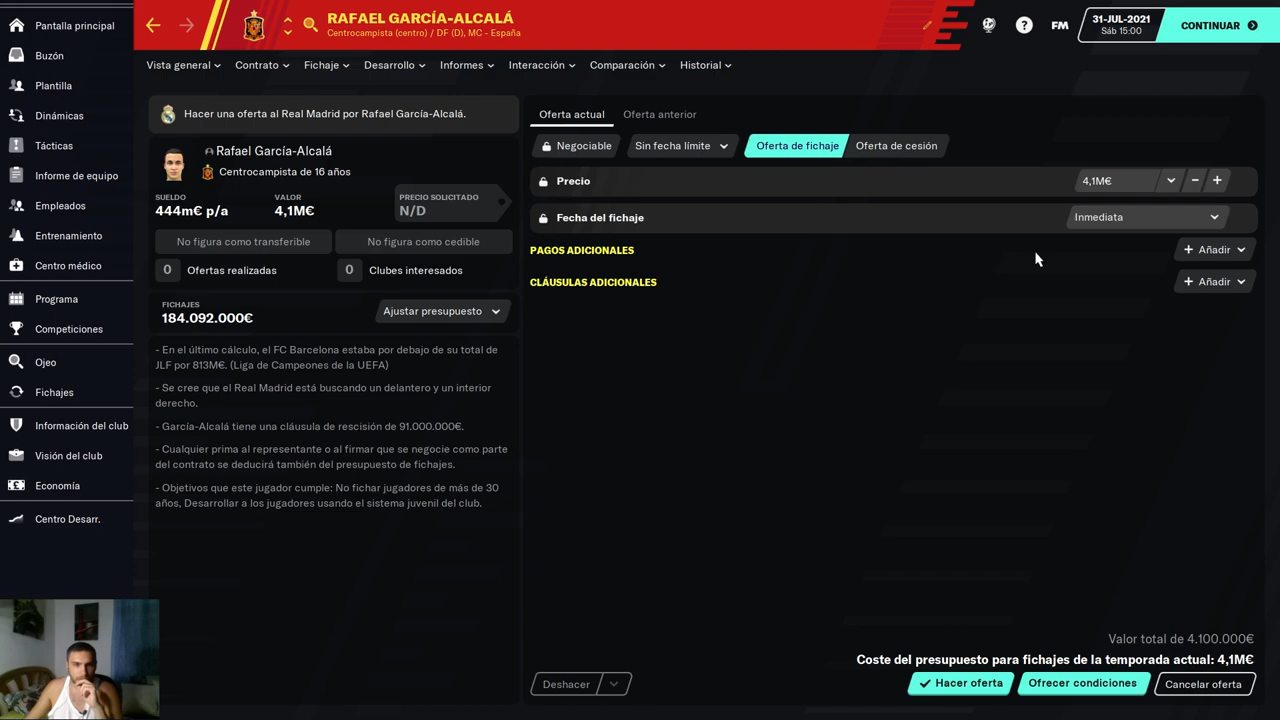 RAFAEL GARCÍA-ALCALÁ
Centrocampista (centro) / DF (D), MC - España
FM
31-JUL-2021
Sáb 15:00
CONTINUAR
Pantalla principal
Buzón
Plantilla
Dinámicas
Tácticas
Informe de equipo
Empleados
Entrenamiento
Centro médico
Programa
Competiciones
Ojeo
Fichajes
Información del club
Visión del club
Economía
Centro Desarr.
Vista general
Contrato
Fichaje
Desarrollo
Informes
Interacción
Comparación
Historial
Hacer una oferta al Real Madrid por Rafael García-Alcalá.
Rafael García-Alcalá
Centrocampista de 16 años
SUELDO
444m€ p/a
VALOR
4,1M€
PRECIO SOLICITADO
N/D
No figura como transferible
No figura como cedible
0 Ofertas realizadas
0 Clubes interesados
FICHAJES
184.092.000€
Ajustar presupuesto
- En el último cálculo, el FC Barcelona estaba por debajo de su total de
JLF por 813M€. (Liga de Campeones de la UEFA)
- Se cree que el Real Madrid está buscando un delantero y un interior
derecho.
- García-Alcalá tiene una cláusula de rescisión de 91.000.000€.
- Cualquier prima al representante o al firmar que se negocie como parte
del contrato se deducirá también del presupuesto de fichajes.
- Objetivos que este jugador cumple: No fichar jugadores de más de 30
años, Desarrollar a los jugadores usando el sistema juvenil del club.
Oferta actual
Oferta anterior
Negociable
Sin fecha límite
Oferta de fichaje
Oferta de cesión
Precio
4,1M€
Fecha del fichaje
Inmediata
PAGOS ADICIONALES
+ Añadir
CLÁUSULAS ADICIONALES
+ Añadir
Valor total de 4.100.000€
Coste del presupuesto para fichajes de la temporada actual: 4,1M€
Deshacer
Hacer oferta
Ofrecer condiciones
Cancelar oferta